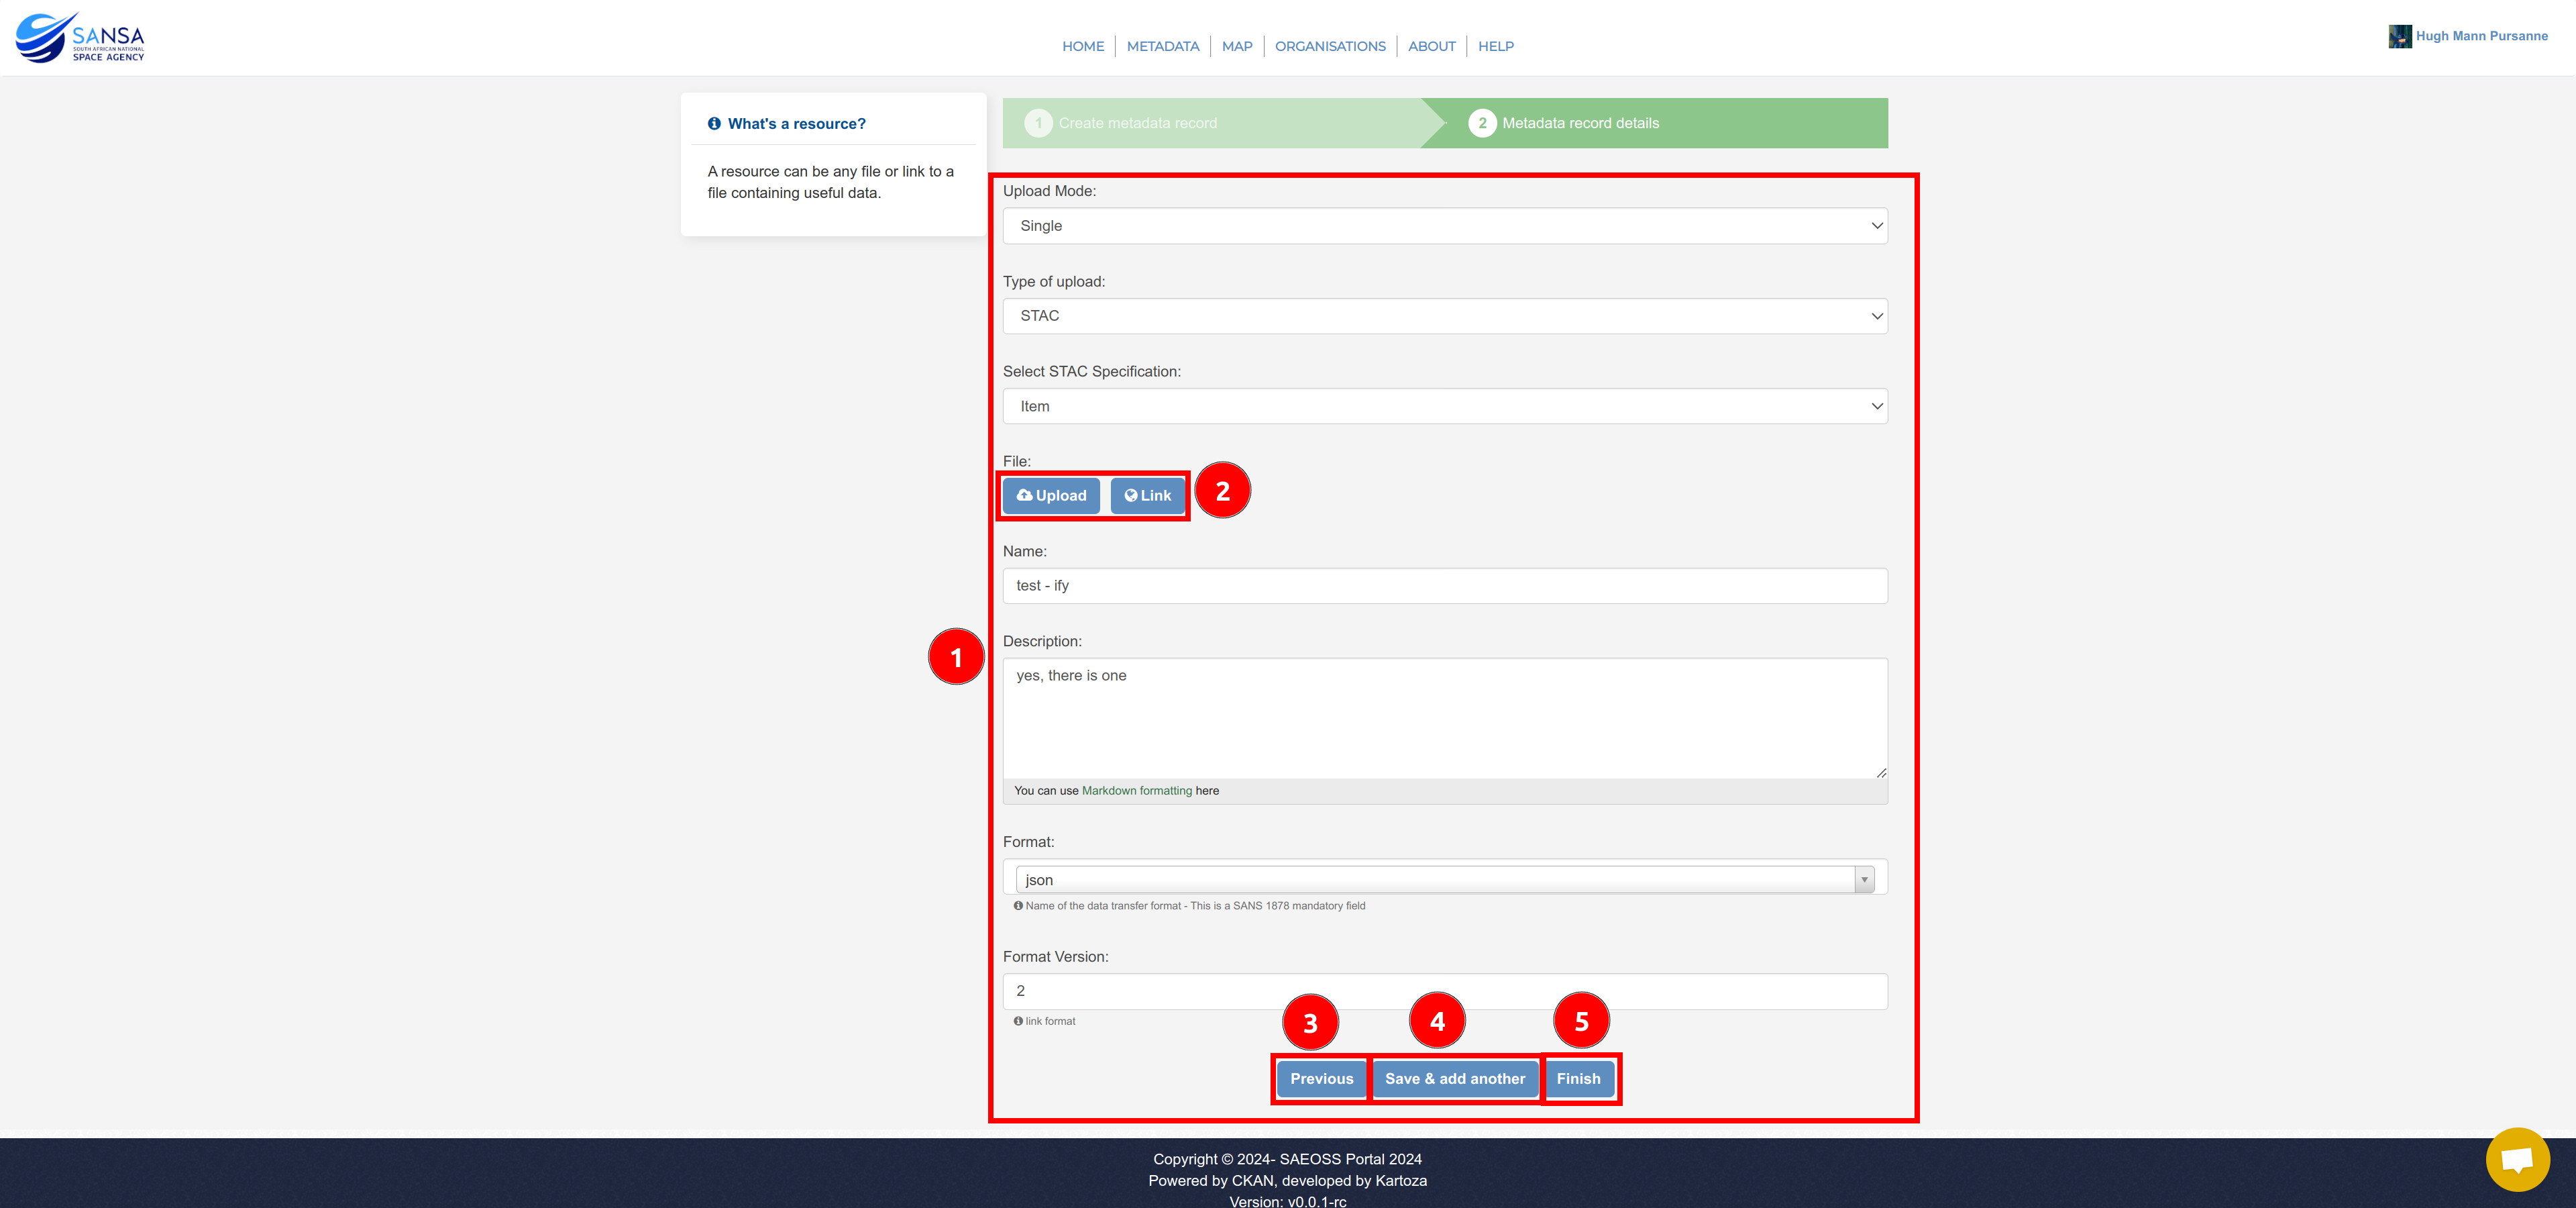 SANSA
SOUTH AFRICAN NATIONAL
SPACE AGENCY
HOME
METADATA
MAP
ORGANISATIONS
ABOUT
HELP
Hugh Mann Pursanne
What's a resource?
A resource can be any file or link to a
file containing useful data.
1 Create metadata record
2 Metadata record details
Upload Mode:
Single
Type of upload:
STAC
Select STAC Specification:
Item
File:
Upload
Link
2
Name:
test - ify
1
Description:
yes, there is one
You can use Markdown formatting here
Format:
json
Name of the data transfer format - This is a SANS 1878 mandatory field
Format Version:
2
link format
3
4
5
Previous
Save & add another
Finish
Copyright © 2024- SAEOSS Portal 2024
Powered by CKAN, developed by Kartoza
Version: v0.0.1-rc